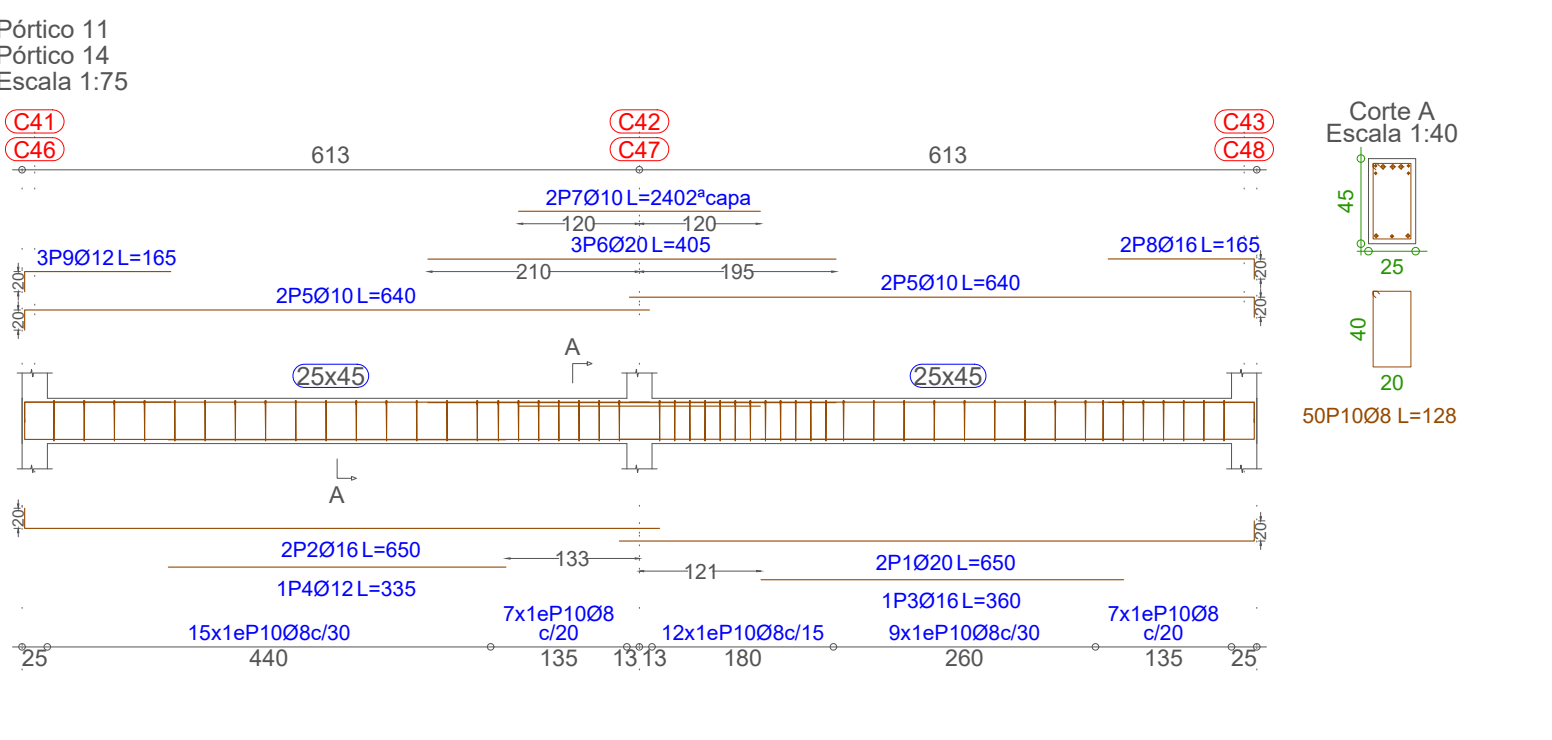 Pórtico 11
Pórtico 14
Escala 1:75
C41
C42
C43
Corte A
Escala 1:40
C46
C47
C48
613
613
2P7Ø10 L=2402ªcapa
45
120
120
3P9Ø12 L=165
3P6Ø20 L=405
2P8Ø16 L=165
25
20
210
195
20
2P5Ø10 L=640
2P5Ø10 L=640
20
20
40
A
25x45
25x45
20
50P10Ø8 L=128
A
20
20
2P2Ø16 L=650
133
2P1Ø20 L=650
121
1P4Ø12 L=335
1P3Ø16 L=360
15x1eP10Ø8c/30
7x1eP10Ø8
c/20
12x1eP10Ø8c/15
9x1eP10Ø8c/30
7x1eP10Ø8
c/20
25
440
135
13
13
180
260
135
25